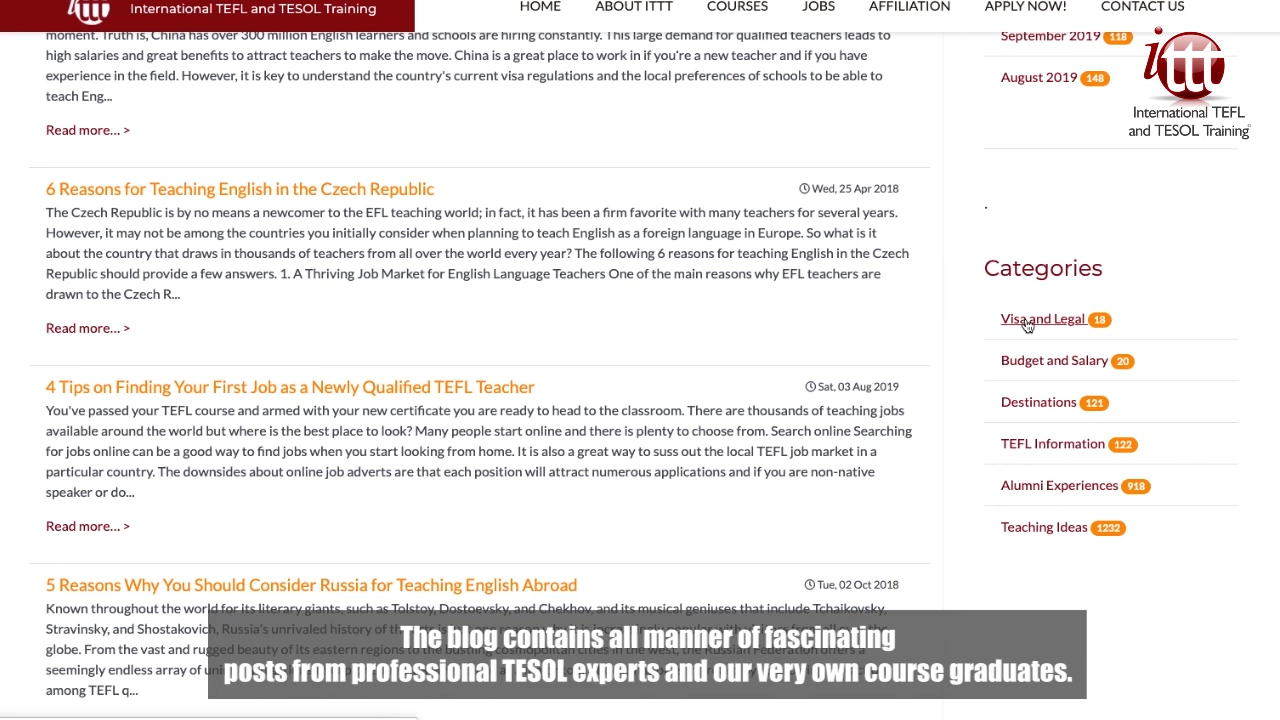 International TEFL and TESOL Training
HOME ABOUT ITTT COURSES JOBS AFFILIATION APPLY NOW! CONTACT US
moment. Truth is, China has over 300 million English learners and schools are hiring constantly. This large demand for qualified teachers leads to
high salaries and great benefits to attract teachers to make the move. China is a great place to work in if you're a new teacher and if you have
experience in the field. However, it is key to understand the country's current visa regulations and the local preferences of schools to be able to
teach Eng...
Read more... >
6 Reasons for Teaching English in the Czech Republic
Wed, 25 Apr 2018
The Czech Republic is by no means a newcomer to the EFL teaching world; in fact, it has been a firm favorite with many teachers for several years.
However, it may not be among the countries you initially consider when planning to teach English as a foreign language in Europe. So what is it
about the country that draws in thousands of teachers from all over the world every year? The following 6 reasons for teaching English in the Czech
Republic should provide a few answers. 1. A Thriving Job Market for English Language Teachers One of the main reasons why EFL teachers are
drawn to the Czech R...
Read more... >
4 Tips on Finding Your First Job as a Newly Qualified TEFL Teacher
Sat, 03 Aug 2019
You've passed your TEFL course and armed with your new certificate you are ready to head to the classroom. There are thousands of teaching jobs
available around the world but where is the best place to look? Many people start online and there is plenty to choose from. Search online Searching
for jobs online can be a good way to find jobs when you start looking from home. It is also a great way to suss out the local TEFL job market in a
particular country. The downsides about online job adverts are that each position will attract numerous applications and if you are non-native
speaker or do...
Read more... >
5 Reasons Why You Should Consider Russia for Teaching English Abroad
Tue, 02 Oct 2018
Known throughout the world for its literary giants, such as Tolstoy, Dostoevsky, and Chekhov, and its musical geniuses that include Tchaikovsky,
Stravinsky, and Shostakovich, Russia's unrivaled history of
globe. From the vast and rugged beauty of its eastern regions to the bustling cosmopolitan cities in the west, the Russian Federation offers a
seemingly endless array of
among TEFL q...
September 2019 118
August 2019 148
ittt
International TEFL
and TESOL Training
.
Categories
Visa and Legal 18
Budget and Salary 20
Destinations 121
TEFL Information 122
Alumni Experiences 918
Teaching Ideas 1232
The blog contains all manner of fascinating
posts from professional TESOL experts and our very own course graduates.